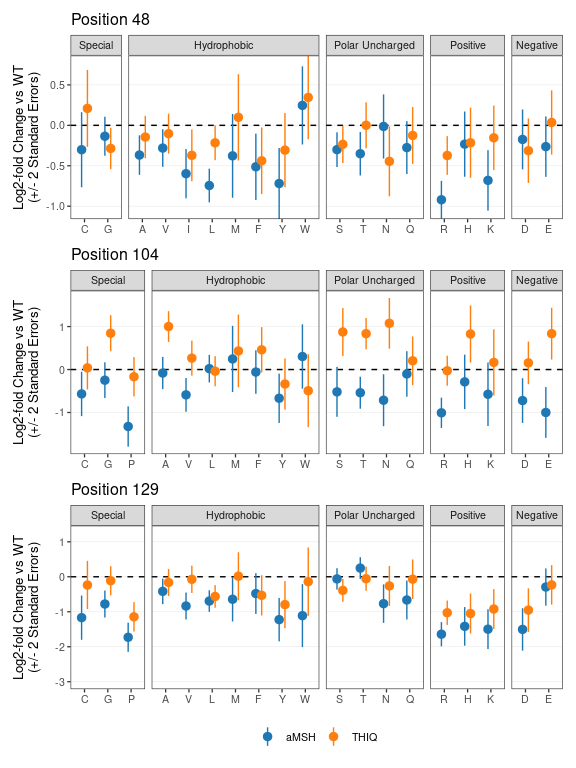 Position 48
Special Hydrophobic Polar Uncharged Positive Negative
Log2-fold Change vs WT
(+/- 2 Standard Errors)
0.5
0.0
-0.5
-1.0
C G A V I L M F Y W S T N Q R H K D E
Position 104
Special Hydrophobic Polar Uncharged Positive Negative
Log2-fold Change vs WT
(+/- 2 Standard Errors)
1
0
-1
C G P A V L M F Y W S T N Q R H K D E
Position 129
Special Hydrophobic Polar Uncharged Positive Negative
Log2-fold Change vs WT
(+/- 2 Standard Errors)
1
0
-1
-2
-3
C G P A V L M F Y W S T N Q R H K D E
aMSH THIQ